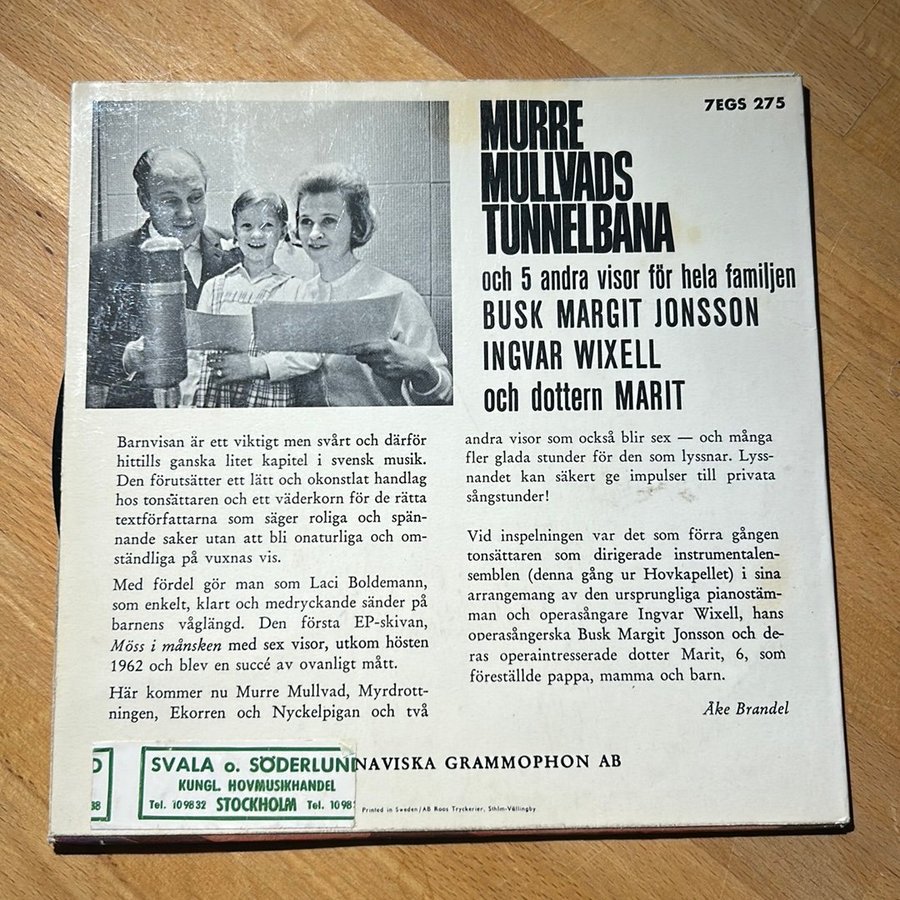 7EGS 275
MURRE
MULLVADS
TUNNELBANA
och 5 andra visor för hela familjen
BUSK MARGIT JONSSON
INGVAR WIXELL
och dottern MARIT
Barnvisan är ett viktigt men svårt och därför
hittills ganska litet kapitel i svensk musik.
Den förutsätter ett lätt och okonstlat handlag
hos tonsättaren och ett väderkorn för de rätta
textförfattarna som säger roliga och spän-
nande saker utan att bli onaturliga och om-
ständliga på vuxnas vis.
Med fördel gör man som Laci Boldemann,
som enkelt, klart och medryckande sänder på
barnens våglängd. Den första EP-skivan,
Möss i månsken med sex visor, utkom hösten
1962 och blev en succé av ovanligt mått.
Här kommer nu Murre Mullvad, Myrdrott-
ningen, Ekorren och Nyckelpigan och två
andra visor som också blir sex — och många
fler glada stunder för den som lyssnar. Lyss-
nandet kan säkert ge impulser till privata
sångstunder!
Vid inspelningen var det som förra gången
tonsättaren som dirigerade instrumentalen-
semblen (denna gång ur Hovkapellet) i sina
arrangemang av den ursprungliga pianostäm-
man och operasångare Ingvar Wixell, hans
operasångerska Busk Margit Jonsson och de-
ras operaintresserade dotter Marit, 6, som
föreställde pappa, mamma och barn.
Åke Brandel
SVALA o. SÖDERLUND
KUNGL. HOVMUSIKHANDEL
Tel. 109832 STOCKHOLM Tel. 1098
NAVISKA GRAMMOPHON AB
Printed in Sweden/AB Roos Tryckerier, Sthlm-Vällingby